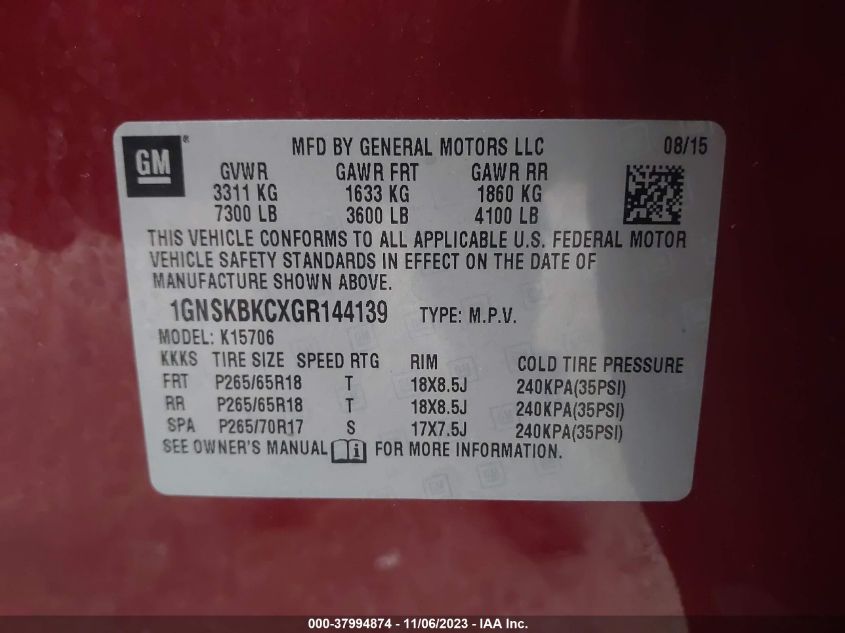 GM ® MFD BY GENERAL MOTORS LLC 08/15
GVWR GAWR FRT GAWR RR
3311 KG 1633 KG 1860 KG
7300 LB 3600 LB 4100 LB
THIS VEHICLE CONFORMS TO ALL APPLICABLE U.S. FEDERAL MOTOR
VEHICLE SAFETY STANDARDS IN EFFECT ON THE DATE OF
MANUFACTURE SHOWN ABOVE.
1GNSKBKCXGR144139 TYPE: M.P.V.
MODEL: K15706
KKKS TIRE SIZE SPEED RTG RIM COLD TIRE PRESSURE
FRT P265/65R18 T 18X8.5J 240KPA(35PSI)
RR P265/65R18 T 18X8.5J 240KPA(35PSI)
SPA P265/70R17 S 17X7.5J 240KPA(35PSI)
SEE OWNER'S MANUAL i FOR MORE INFORMATION.
000-37994874 - 11/06/2023 - IAA Inc.